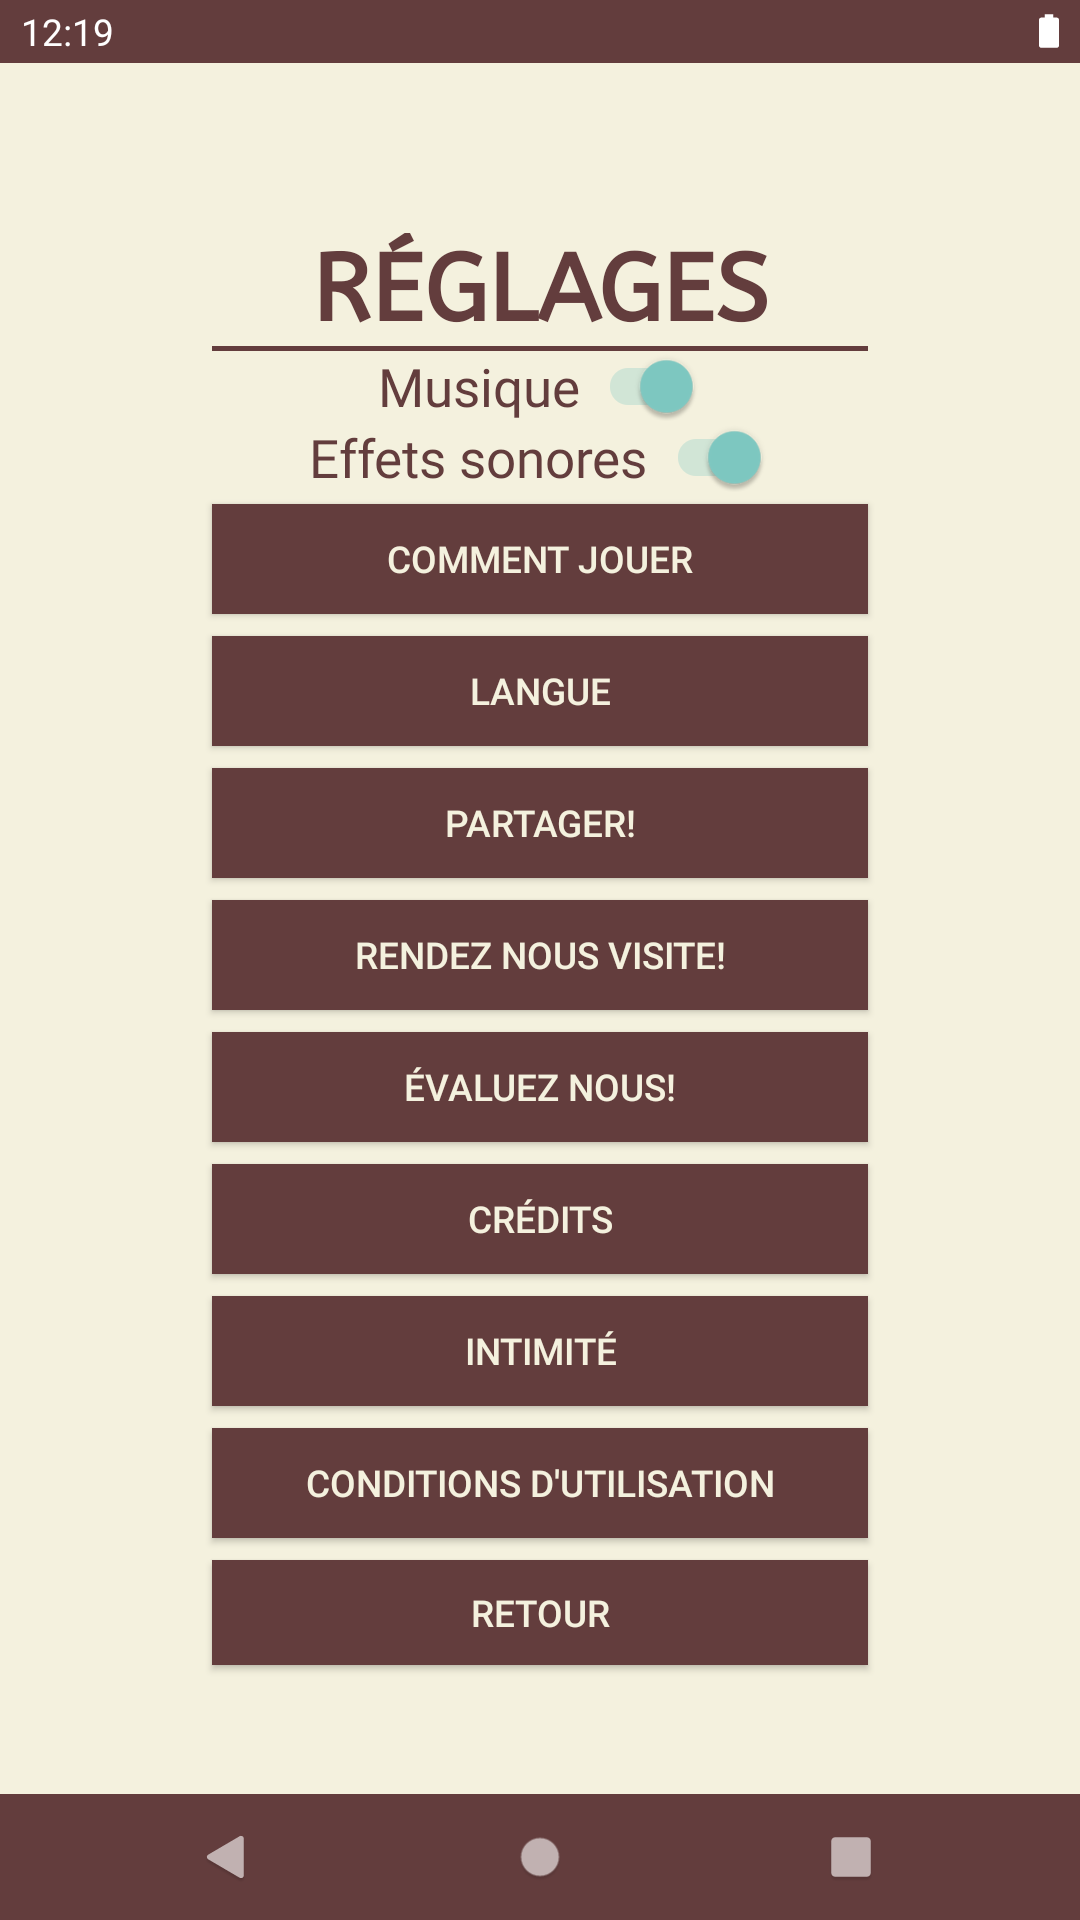 12:19
RÉGLAGES
Musique
Effets sonores
COMMENT JOUER
LANGUE
PARTAGER!
RENDEZ NOUS VISITE!
ÉVALUEZ NOUS!
CRÉDITS
INTIMITÉ
CONDITIONS D'UTILISATION
RETOUR